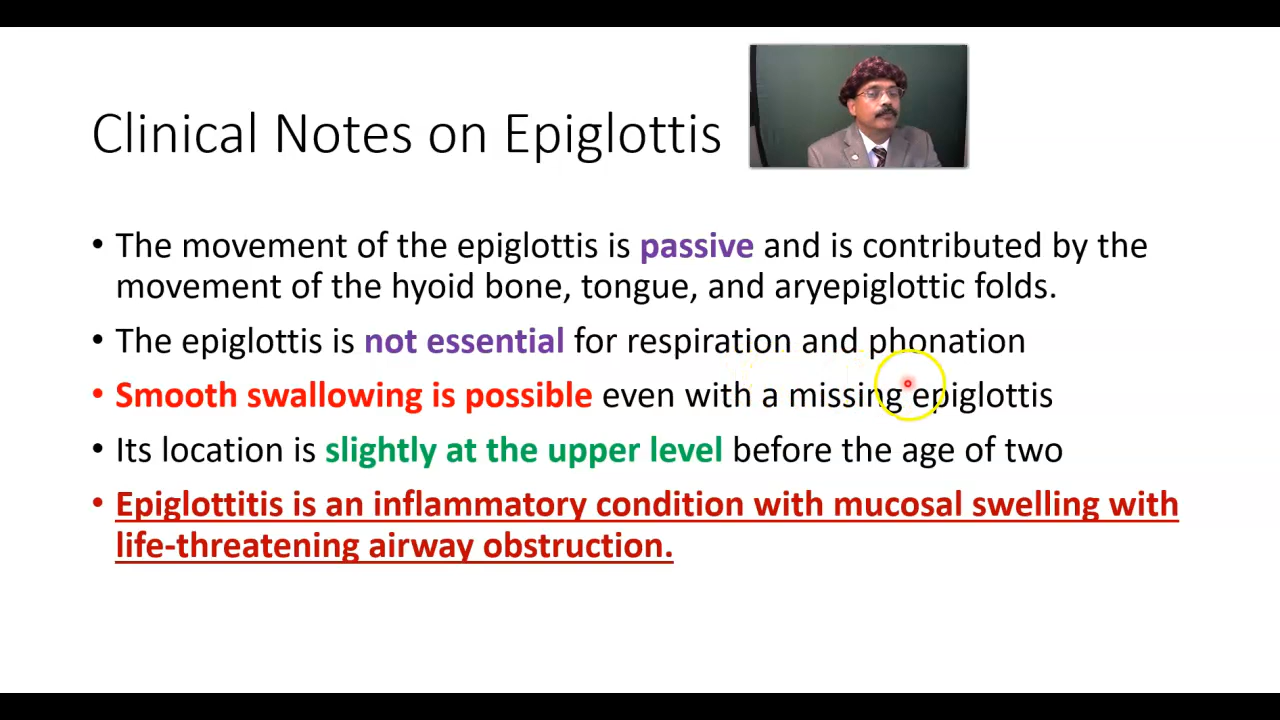 Clinical Notes on Epiglottis
• The movement of the epiglottis is passive and is contributed by the
movement of the hyoid bone, tongue, and aryepiglottic folds.
• The epiglottis is not essential for respiration and phonation
• Smooth swallowing is possible even with a missing epiglottis
• Its location is slightly at the upper level before the age of two
• Epiglottitis is an inflammatory condition with mucosal swelling with
life-threatening airway obstruction.